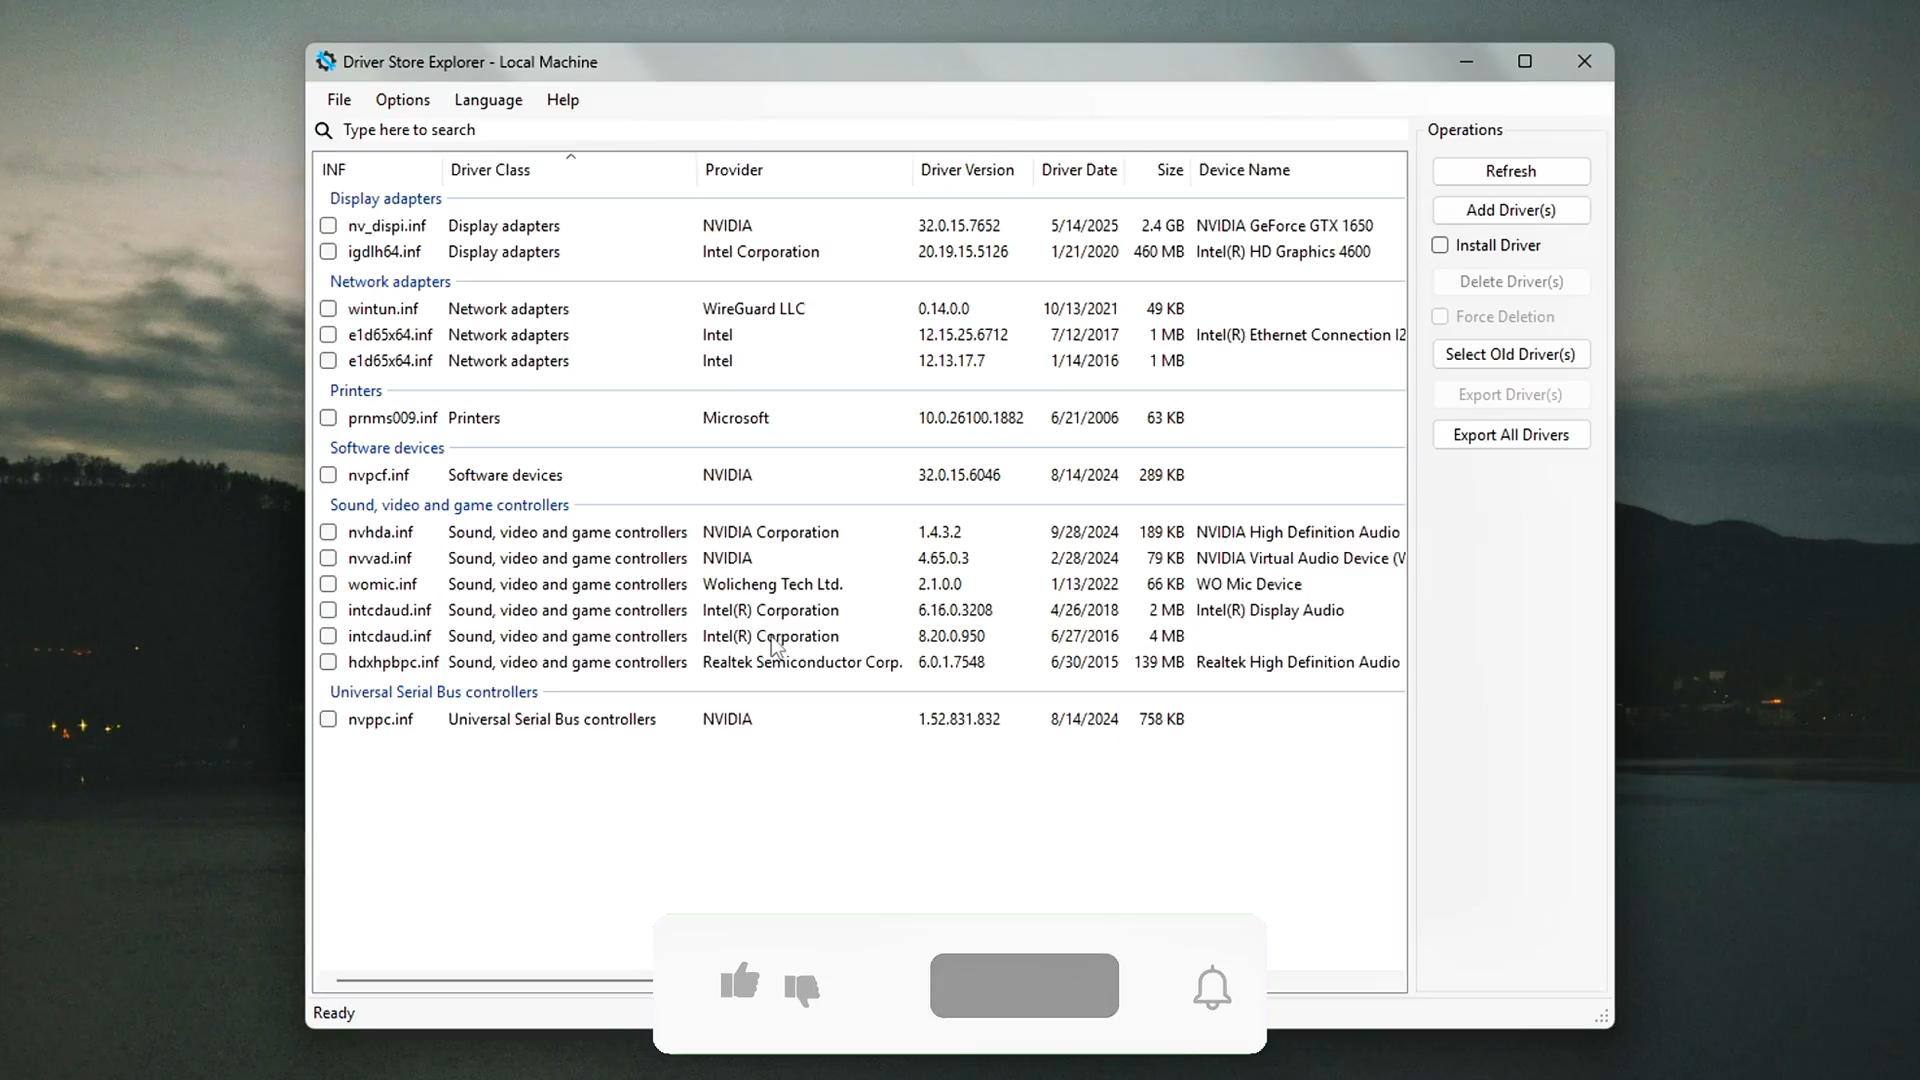 Driver Store Explorer - Local Machine
File Options Language Help
Type here to search
Operations
INF Driver Class Provider Driver Version Driver Date Size Device Name
Refresh
Display adapters
Add Driver(s)
nv_dispi.inf Display adapters NVIDIA 32.0.15.7652 5/14/2025 2.4 GB NVIDIA GeForce GTX 1650
Install Driver
igdlh64.inf Display adapters Intel Corporation 20.19.15.5126 1/21/2020 460 MB Intel(R) HD Graphics 4600
Network adapters
Delete Driver(s)
wintun.inf Network adapters WireGuard LLC 0.14.0.0 10/13/2021 49 KB
Force Deletion
e1d65x64.inf Network adapters Intel 12.15.25.6712 7/12/2017 1 MB Intel(R) Ethernet Connection I2
Select Old Driver(s)
e1d65x64.inf Network adapters Intel 12.13.17.7 1/14/2016 1 MB
Printers
Export Driver(s)
prnms009.inf Printers Microsoft 10.0.26100.1882 6/21/2006 63 KB
Export All Drivers
Software devices
nvpcf.inf Software devices NVIDIA 32.0.15.6046 8/14/2024 289 KB
Sound, video and game controllers
nvhda.inf Sound, video and game controllers NVIDIA Corporation 1.4.3.2 9/28/2024 189 KB NVIDIA High Definition Audio
nvvad.inf Sound, video and game controllers NVIDIA 4.65.0.3 2/28/2024 79 KB NVIDIA Virtual Audio Device (W
womic.inf Sound, video and game controllers Wolicheng Tech Ltd. 2.1.0.0 1/13/2022 66 KB WO Mic Device
intcdaud.inf Sound, video and game controllers Intel(R) Corporation 6.16.0.3208 4/26/2018 2 MB Intel(R) Display Audio
intcdaud.inf Sound, video and game controllers Intel(R) Corporation 8.20.0.950 6/27/2016 4 MB
hdxhpbpc.inf Sound, video and game controllers Realtek Semiconductor Corp. 6.0.1.7548 6/30/2015 139 MB Realtek High Definition Audio
Universal Serial Bus controllers
nvppc.inf Universal Serial Bus controllers NVIDIA 1.52.831.832 8/14/2024 758 KB
Ready